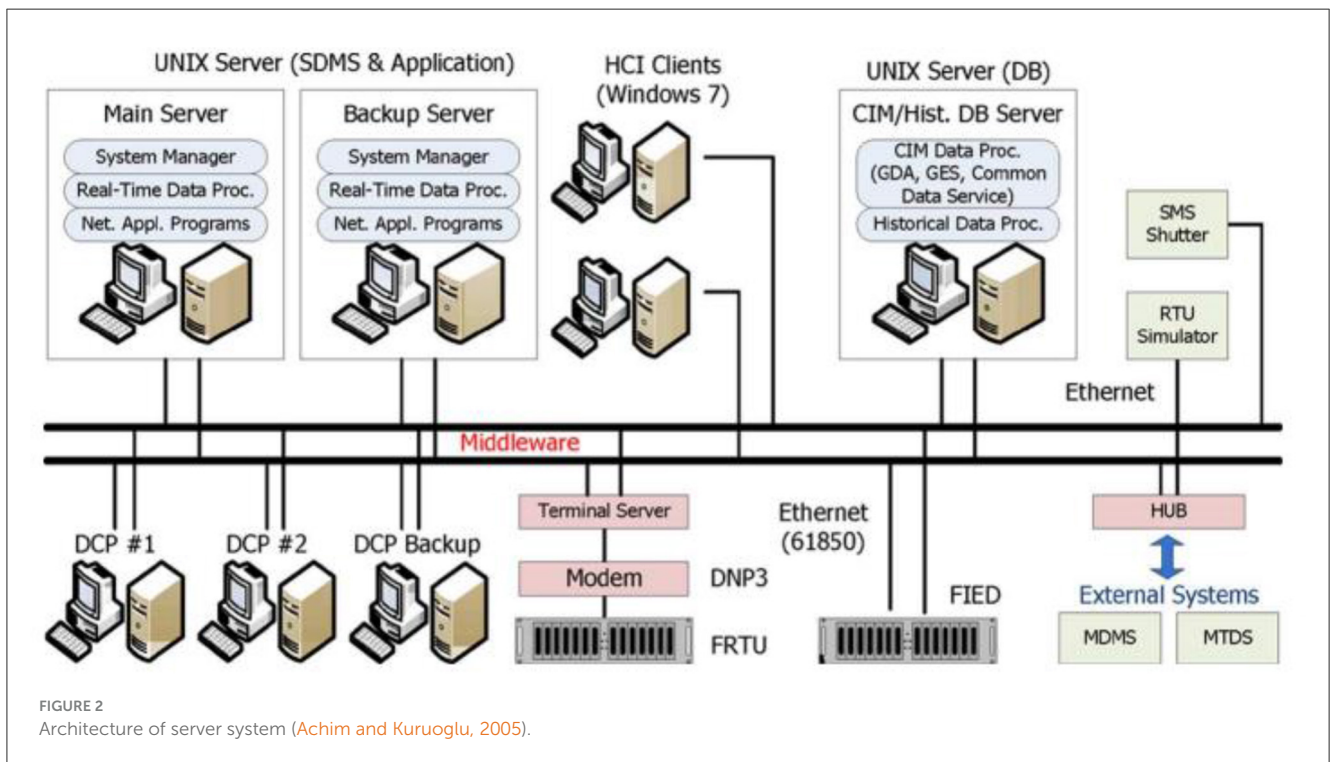 UNIX Server (SDMS & Application)
Main Server
System Manager
Real-Time Data Proc.
Net. Appl. Programs
Backup Server
System Manager
Real-Time Data Proc.
Net. Appl. Programs
HCI Clients
(Windows 7)
UNIX Server (DB)
CIM/Hist. DB Server
CIM Data Proc.
(GDA, GES, Common
Data Service)
Historical Data Proc.
SMS
Shutter
RTU
Simulator
Ethernet
Middleware
DCP #1
DCP #2
DCP Backup
Terminal Server
Modem
DNP3
FRTU
Ethernet
(61850)
FIED
HUB
External Systems
MDMS
MTDS
FIGURE 2
Architecture of server system (Achim and Kuruoglu, 2005).